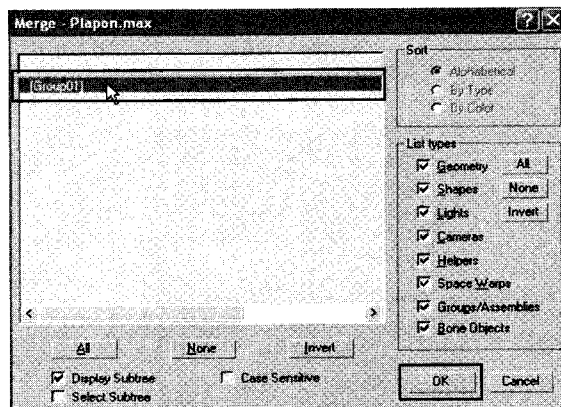 Merge - Plapon.max
[Group01]
Sort
Alphabetical
By Type
By Color
List types
Geometry
All
Shapes
None
Lights
Invert
Cameras
Helpers
Space Warps
Groups/Assemblies
Bone Objects
All
None
Invert
Display Subtree
Case Sensitive
Select Subtree
OK
Cancel